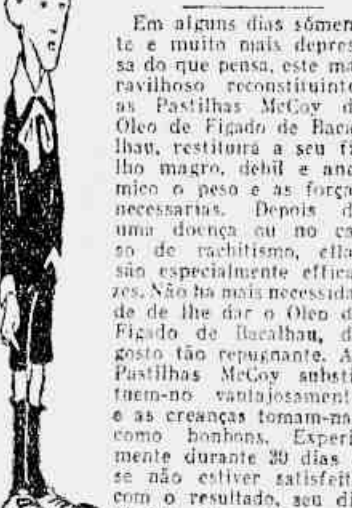 Em alguns dias sómen
te e muito mais depres
sa do que pensa, este ma
ravilhoso reconstituinte
as Pastilhas McCoy d
Oleo de Figado de Baca
lhau, restituira a seu fi
lho magro, debil e ane
mico o peso e as força
necessarias. Depois d
uma doença ou no ca
so de rachitismo, ella
são especialmente effica
zes. Não ha mais necessida
de de lhe dar o Oleo d
Figado de Bacalhau, d
gosto tão repugnante. A
Pastilhas McCoy substi
tuem-no vantajosament
e as creanças tomam-na
como bonbons. Experi
mente durante 30 dias
se não estiver satisfeit
com o resultado, seu di